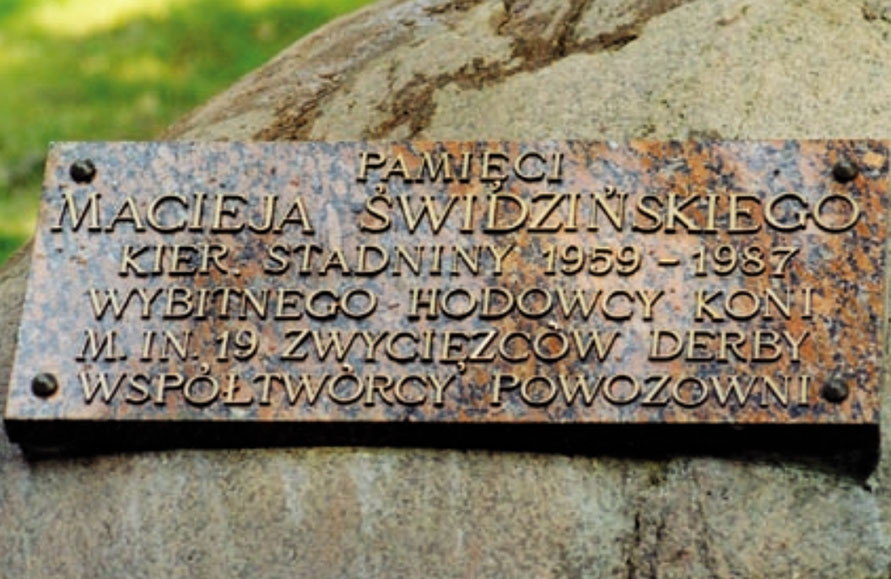 PAMIĘCI
MACIEJA ŚWIDZIŃSKIEGO
KIER. STADNINY 1959 - 1987
WYBITNEGO HODOWCY KONI
M. IN. 19. ZWYCIĘZCÓW DERBY
WSPÓŁTWÓRCY POWOZOWNI